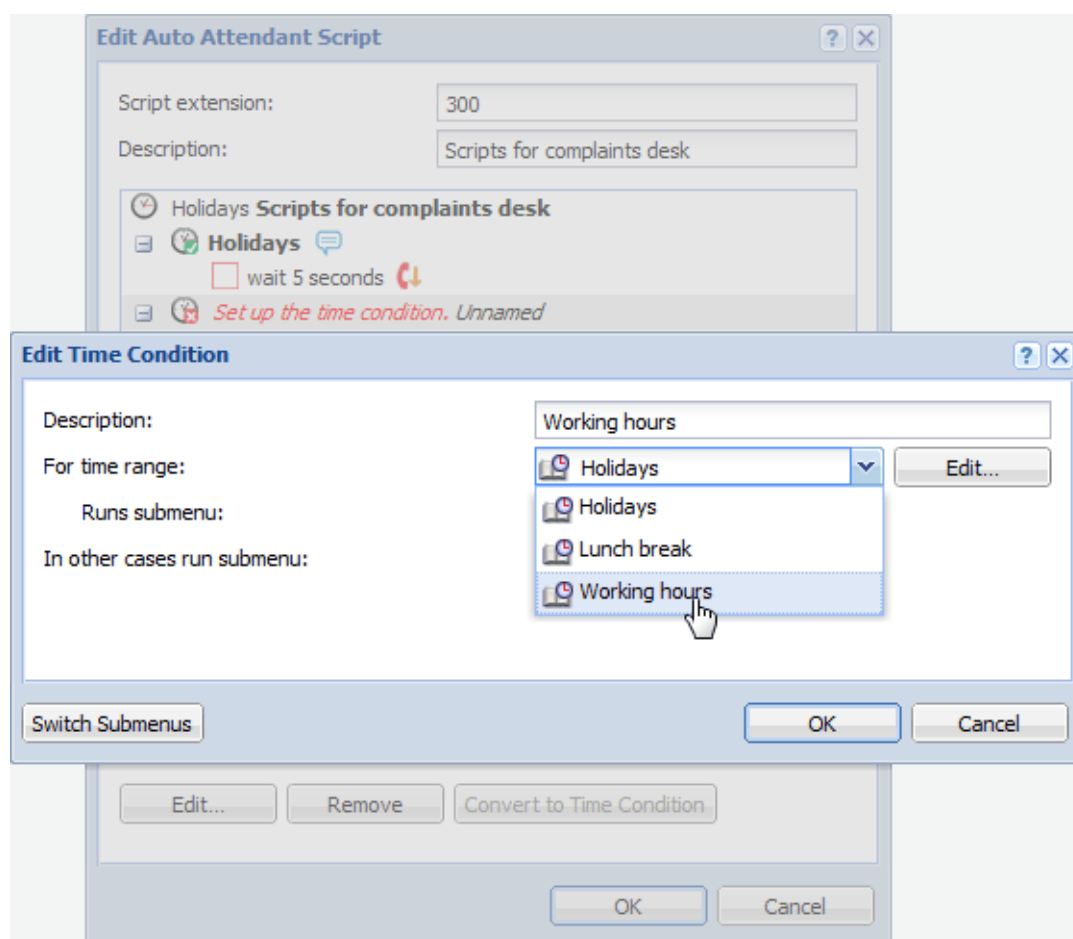 Edit Auto Attendant Script
Script extension: 300
Description: Scripts for complaints desk
Holidays Scripts for complaints desk
Holidays
wait 5 seconds
Set up the time condition. Unnamed
Edit Time Condition
Description: Working hours
For time range: Holidays Edit...
Runs submenu: Holidays
Lunch break
In other cases run submenu:
Working hours
Switch Submenus OK Cancel
Edit... Remove Convert to Time Condition
OK Cancel